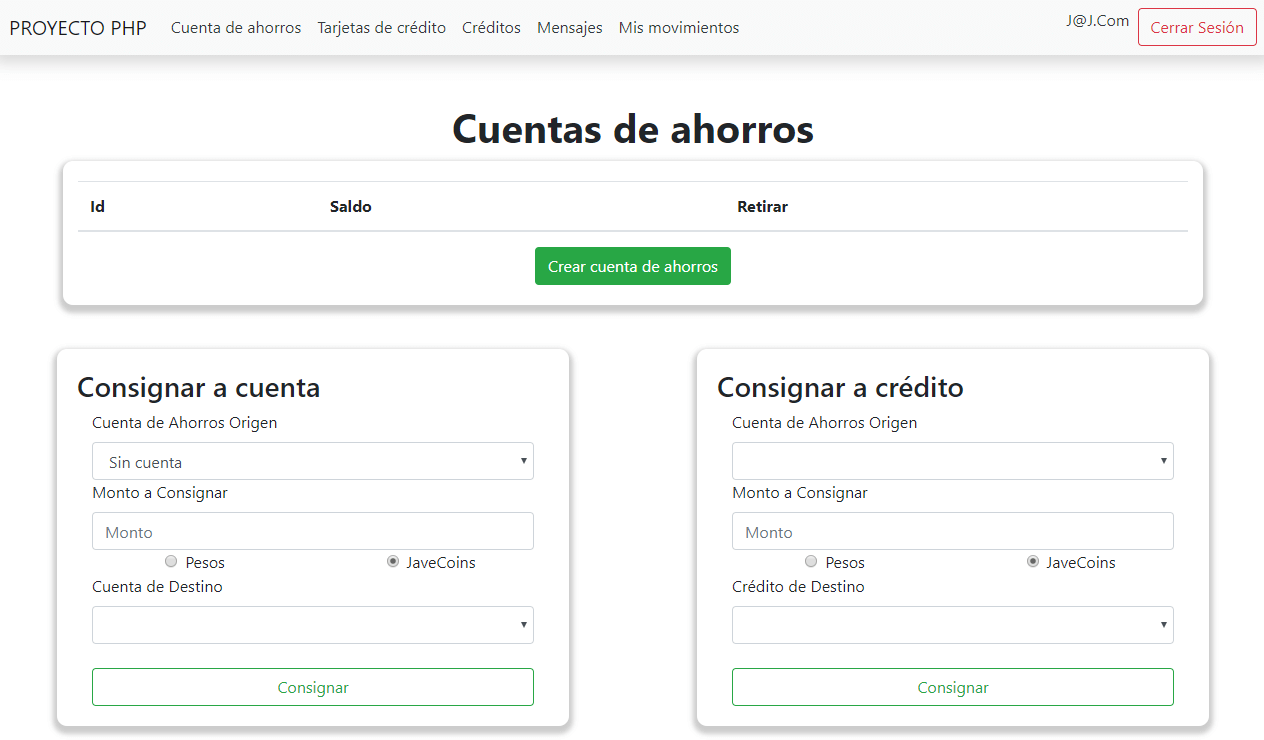 PROYECTO PHP Cuenta de ahorros Tarjetas de crédito Créditos Mensajes Mis movimientos J@J.Com Cerrar Sesión
Cuentas de ahorros
Id Saldo Retirar
Crear cuenta de ahorros
Consignar a cuenta
Cuenta de Ahorros Origen
Sin cuenta
Monto a Consignar
Monto
Pesos JaveCoins
Cuenta de Destino
Consignar
Consignar a crédito
Cuenta de Ahorros Origen
Monto a Consignar
Monto
Pesos JaveCoins
Crédito de Destino
Consignar